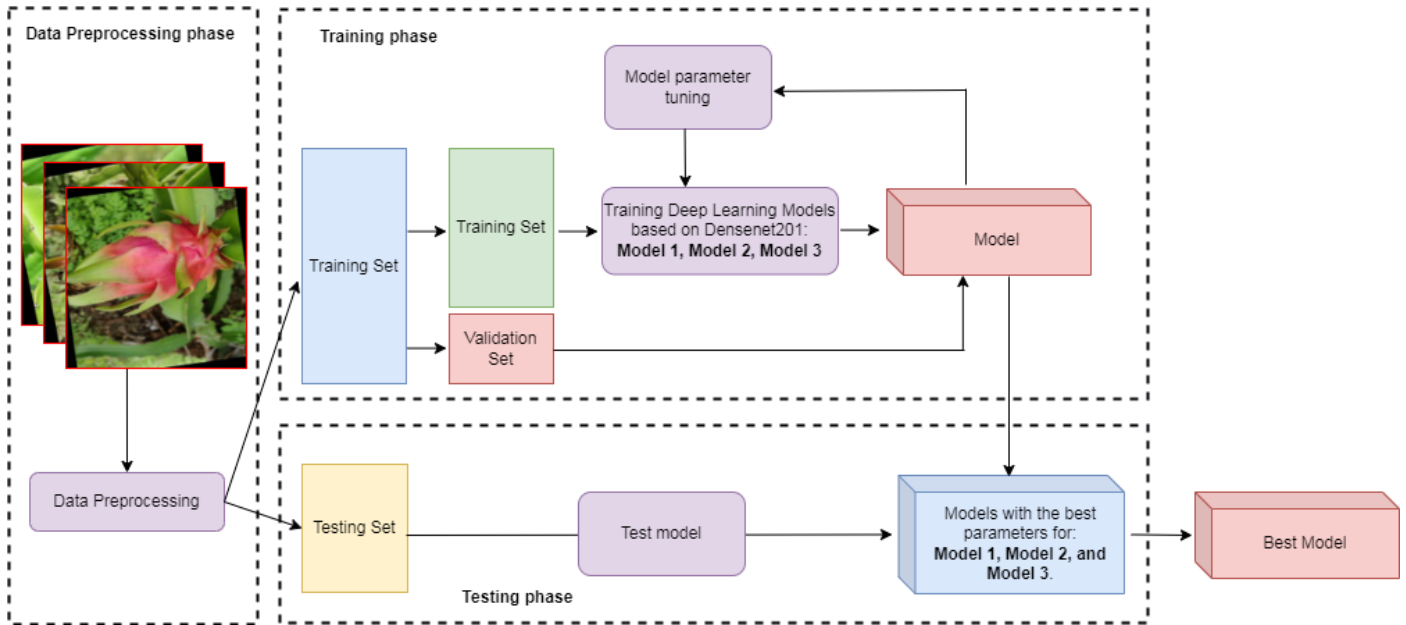 Data Preprocessing phase
Data Preprocessing
Training phase
Model parameter
tuning
Training Set
Training Set
Validation
Set
Training Deep Learning Models
based on Densenet201:
Model 1, Model 2, Model 3
Model
Testing Set
Test model
Models with the best
parameters for:
Model 1, Model 2, and
Model 3.
Testing phase
Best Model